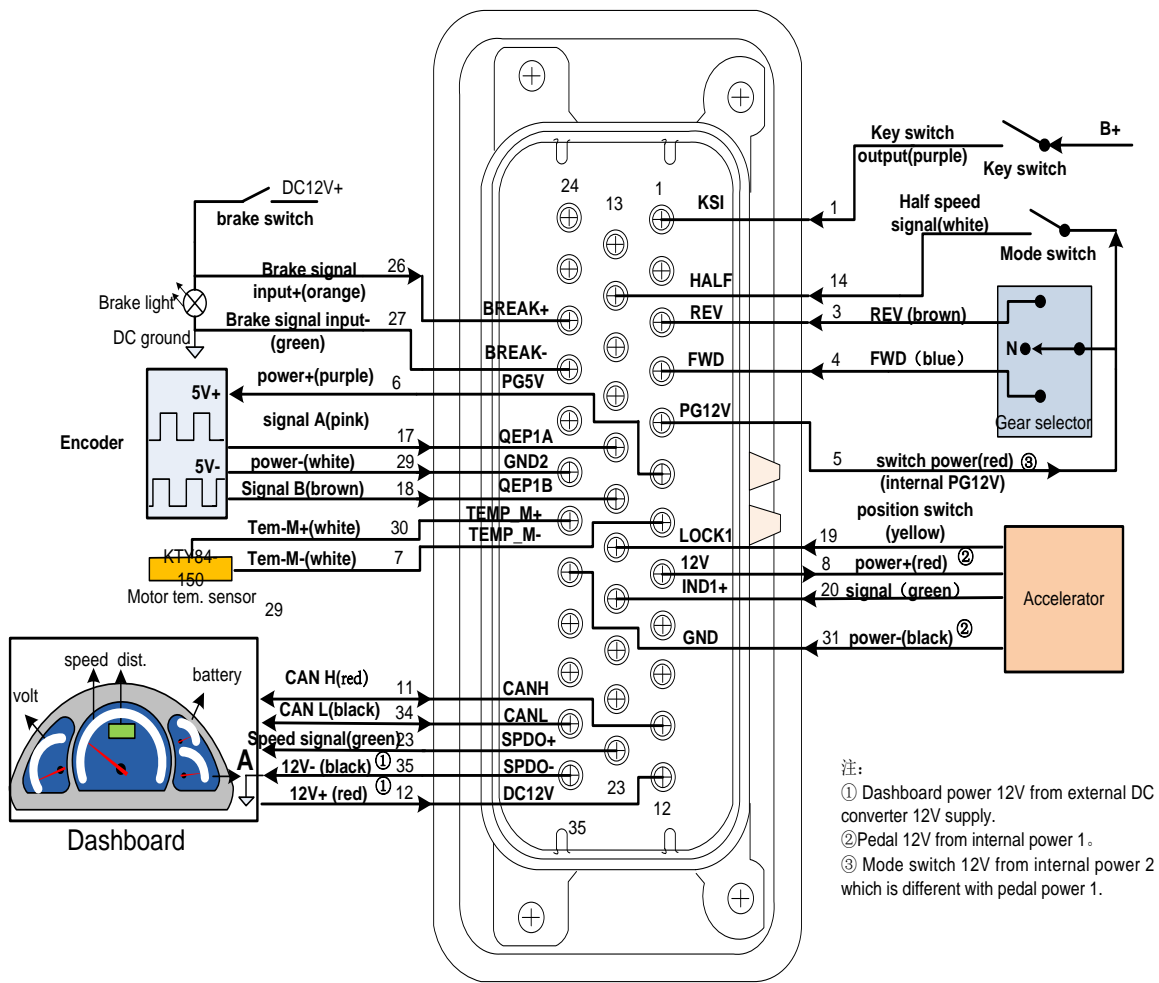 Key switch
output(purple)
B+
Key switch
1
Half speed
signal(white)
Mode switch
14
3
REV (brown)
N
4
FWD（blue）
Gear selector
5
switch power(red) ③
(internal PG12V)
position switch
(yellow)
19
8
power+(red) ②
20
signal（green）
Accelerator
31
power-(black) ②
24
13
1
KSI
HALF
REV
FWD
PG12V
LOCK1
12V
IND1+
GND
BREAK+
BREAK-
PG5V
QEP1A
GND2
QEP1B
TEMP_M+
TEMP_M-
CANH
CANL
SPDO+
SPDO-
DC12V
23
12
35
DC12V+
brake switch
Brake signal
input+(orange)
26
Brake light
Brake signal input-
(green)
27
DC ground
power+(purple)
6
5V+
signal A(pink)
Encoder
17
5V-
power-(white)
29
Signal B(brown)
18
Tem-M+(white)
30
KTY84-
150
Tem-M-(white)
7
Motor tem. sensor
29
speed dist.
battery
volt
CAN H(red)
11
CAN L(black)
34
Speed signal(green)
23
A
12V- (black) ①
35
12V+ (red) ①
12
Dashboard
注：
① Dashboard power 12V from external DC
converter 12V supply.
②Pedal 12V from internal power 1。
③ Mode switch 12V from internal power 2
which is different with pedal power 1.